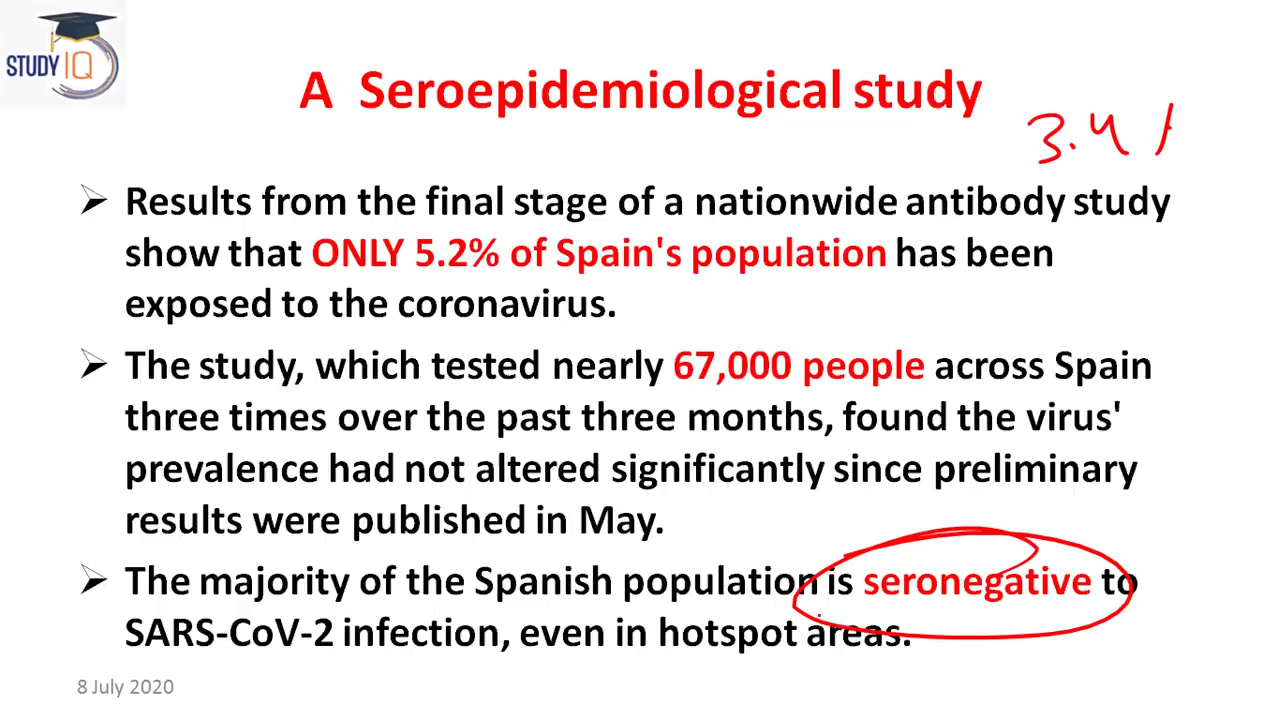 STUDY IQ
A Seroepidemiological study
3.4
Results from the final stage of a nationwide antibody study
show that ONLY 5.2% of Spain's population has been
exposed to the coronavirus.
The study, which tested nearly 67,000 people across Spain
three times over the past three months, found the virus'
prevalence had not altered significantly since preliminary
results were published in May.
The majority of the Spanish population is seronegative to
SARS-CoV-2 infection, even in hotspot areas.
8 July 2020